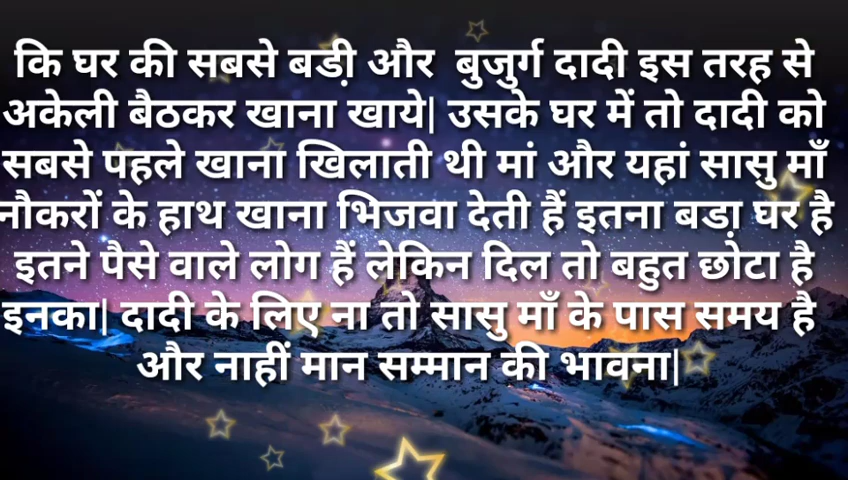 कि घर की सबसे बडी़ और बुजुर्ग दादी इस तरह से
अकेली बैठकर खाना खाये| उसके घर में तो दादी को
सबसे पहले खाना खिलाती थी मां और यहां सासु माँ
नौकरों के हाथ खाना भिजवा देती हैं इतना बडा़ घर है
इतने पैसे वाले लोग हैं लेकिन दिल तो बहुत छोटा है
इनका| दादी के लिए ना तो सासु माँ के पास समय है
और नाहीं मान सम्मान की भावना|